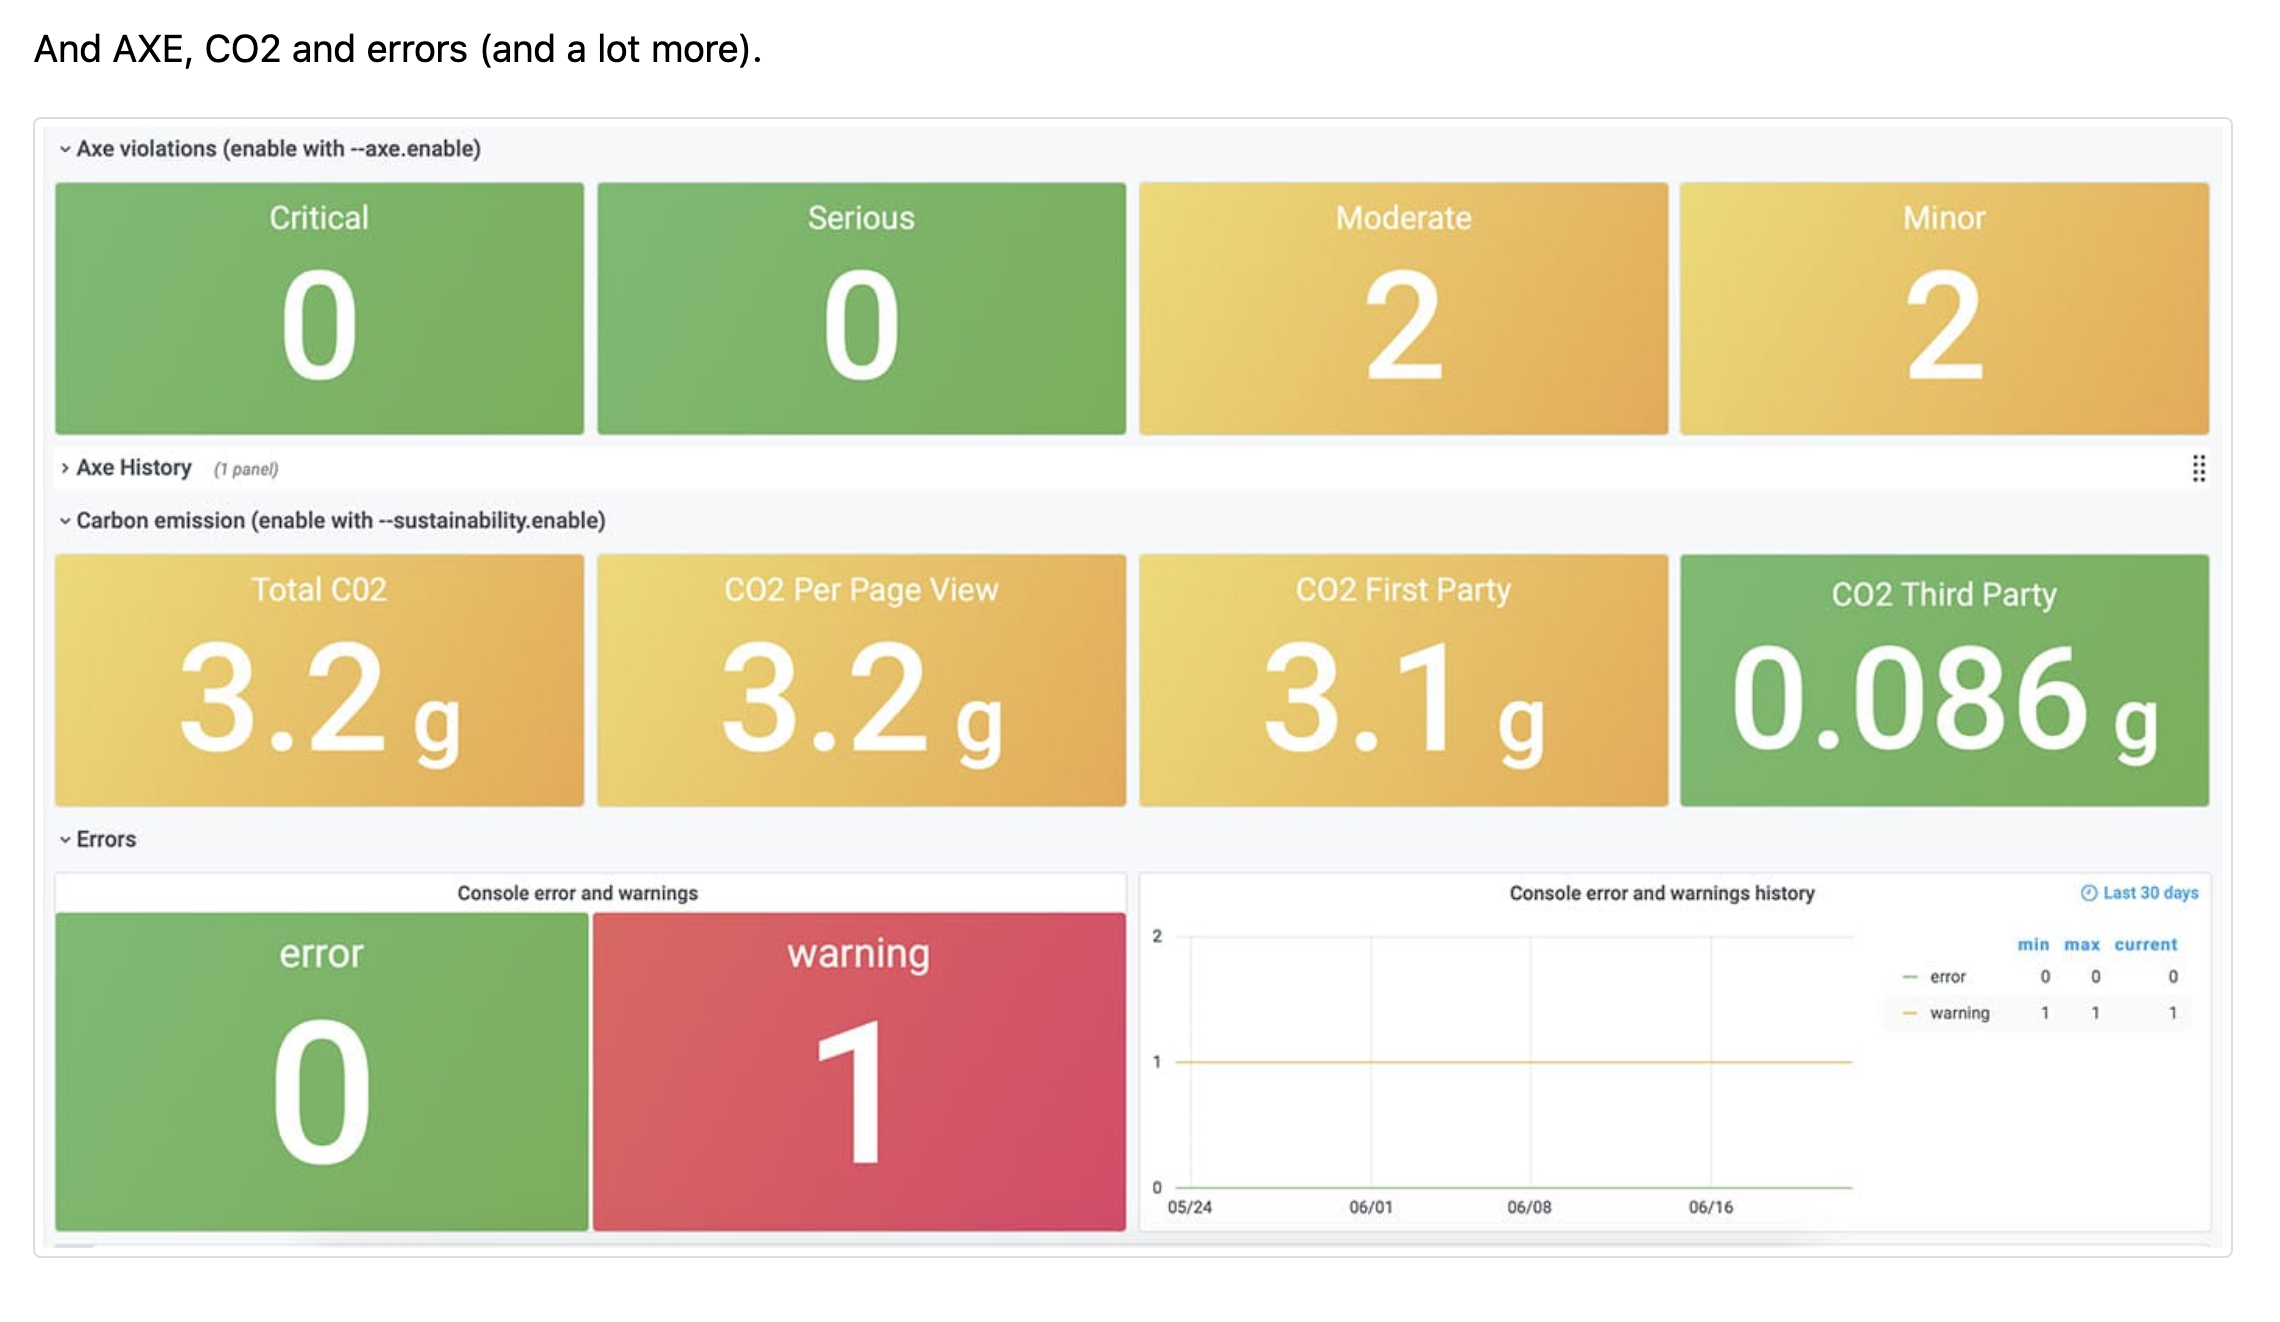 And AXE, CO2 and errors (and a lot more).
Axe violations (enable with --axe.enable)
Critical
0
Serious
0
Moderate
2
Minor
2
Axe History (1 panel)
Carbon emission (enable with --sustainability.enable)
Total C02
3.2 g
CO2 Per Page View
3.2 g
CO2 First Party
3.1 g
CO2 Third Party
0.086 g
Errors
Console error and warnings
error
0
warning
1
Console error and warnings history
Last 30 days
2
1
0
05/24 06/01 06/08 06/16
min max current
error 0 0 0
warning 1 1 1